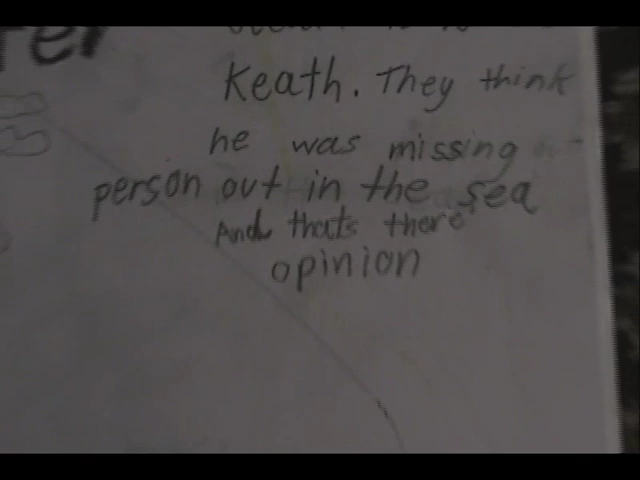 Keath. They think
he was missing
person out in the sea
And thats there
opinion